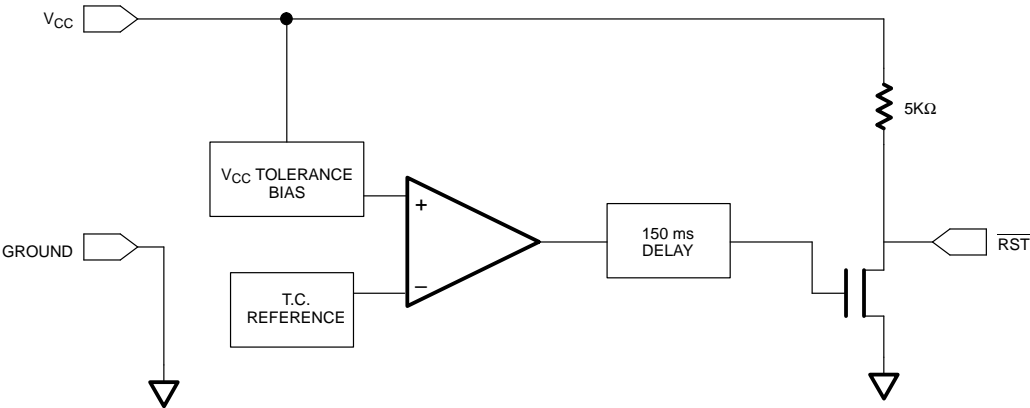 VCC
5KΩ
VCC TOLERANCE
BIAS
+
GROUND
150 ms
DELAY
RST
−
T.C.
REFERENCE